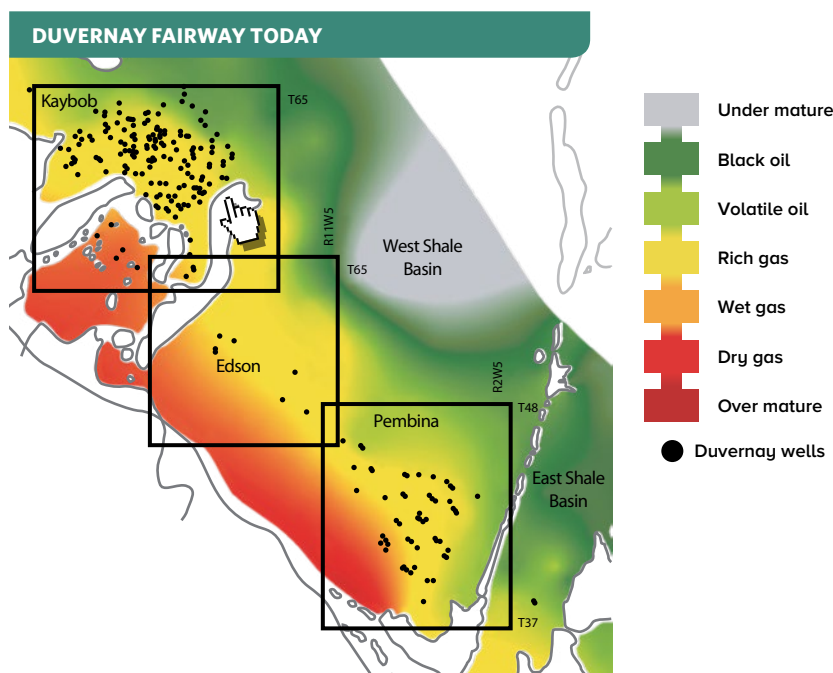 DUVERNAY FAIRWAY TODAY
Kaybob
T65
R11W5
T65
West Shale
Basin
Edson
R2W5
T48
Pembina
East Shale
Basin
T37
Under mature
Black oil
Volatile oil
Rich gas
Wet gas
Dry gas
Over mature
Duvernay wells